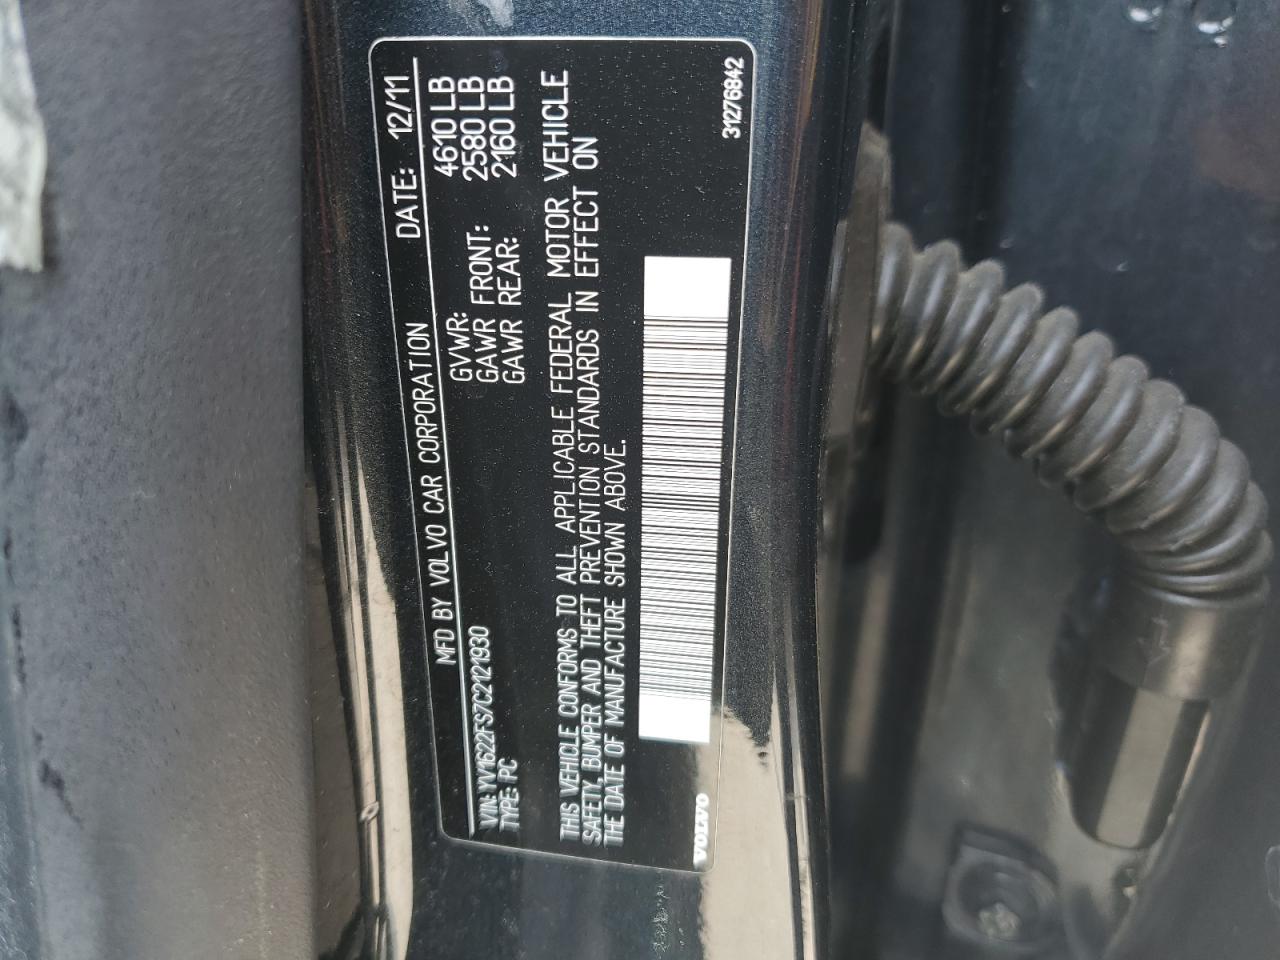 MFD BY VOLVO CAR CORPORATION DATE: 12/11
GVWR: 4610 LB
GAWR FRONT: 2580 LB
GAWR REAR: 2160 LB
VIN: YV1622FS7C2121930
TYPE: PC
THIS VEHICLE CONFORMS TO ALL APPLICABLE FEDERAL MOTOR VEHICLE
SAFETY, BUMPER AND THEFT PREVENTION STANDARDS IN EFFECT ON
THE DATE OF MANUFACTURE SHOWN ABOVE.
VOLVO 31276842